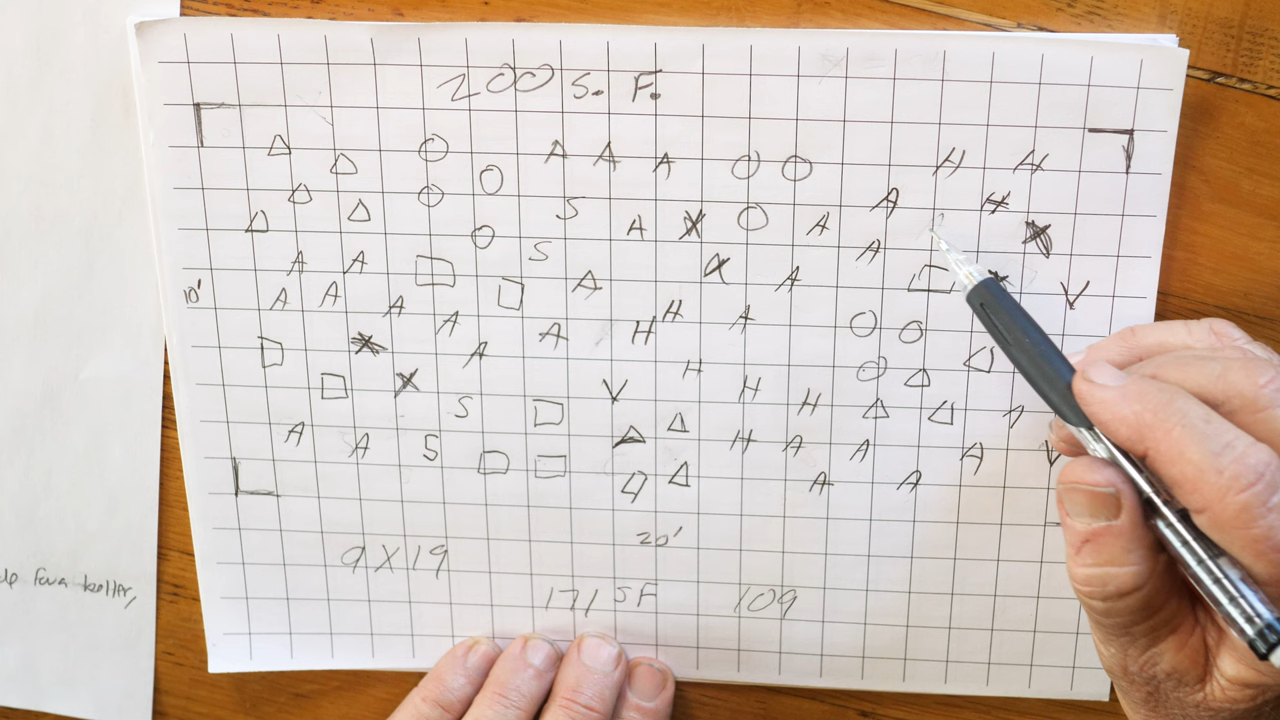 200 S. F.
A A A H H
S A A A
A A S A A A
10' A A A A H A V
A A H H
S V H H A
A A S H A A A V
A A
20'
9 X 19
171 SF 109